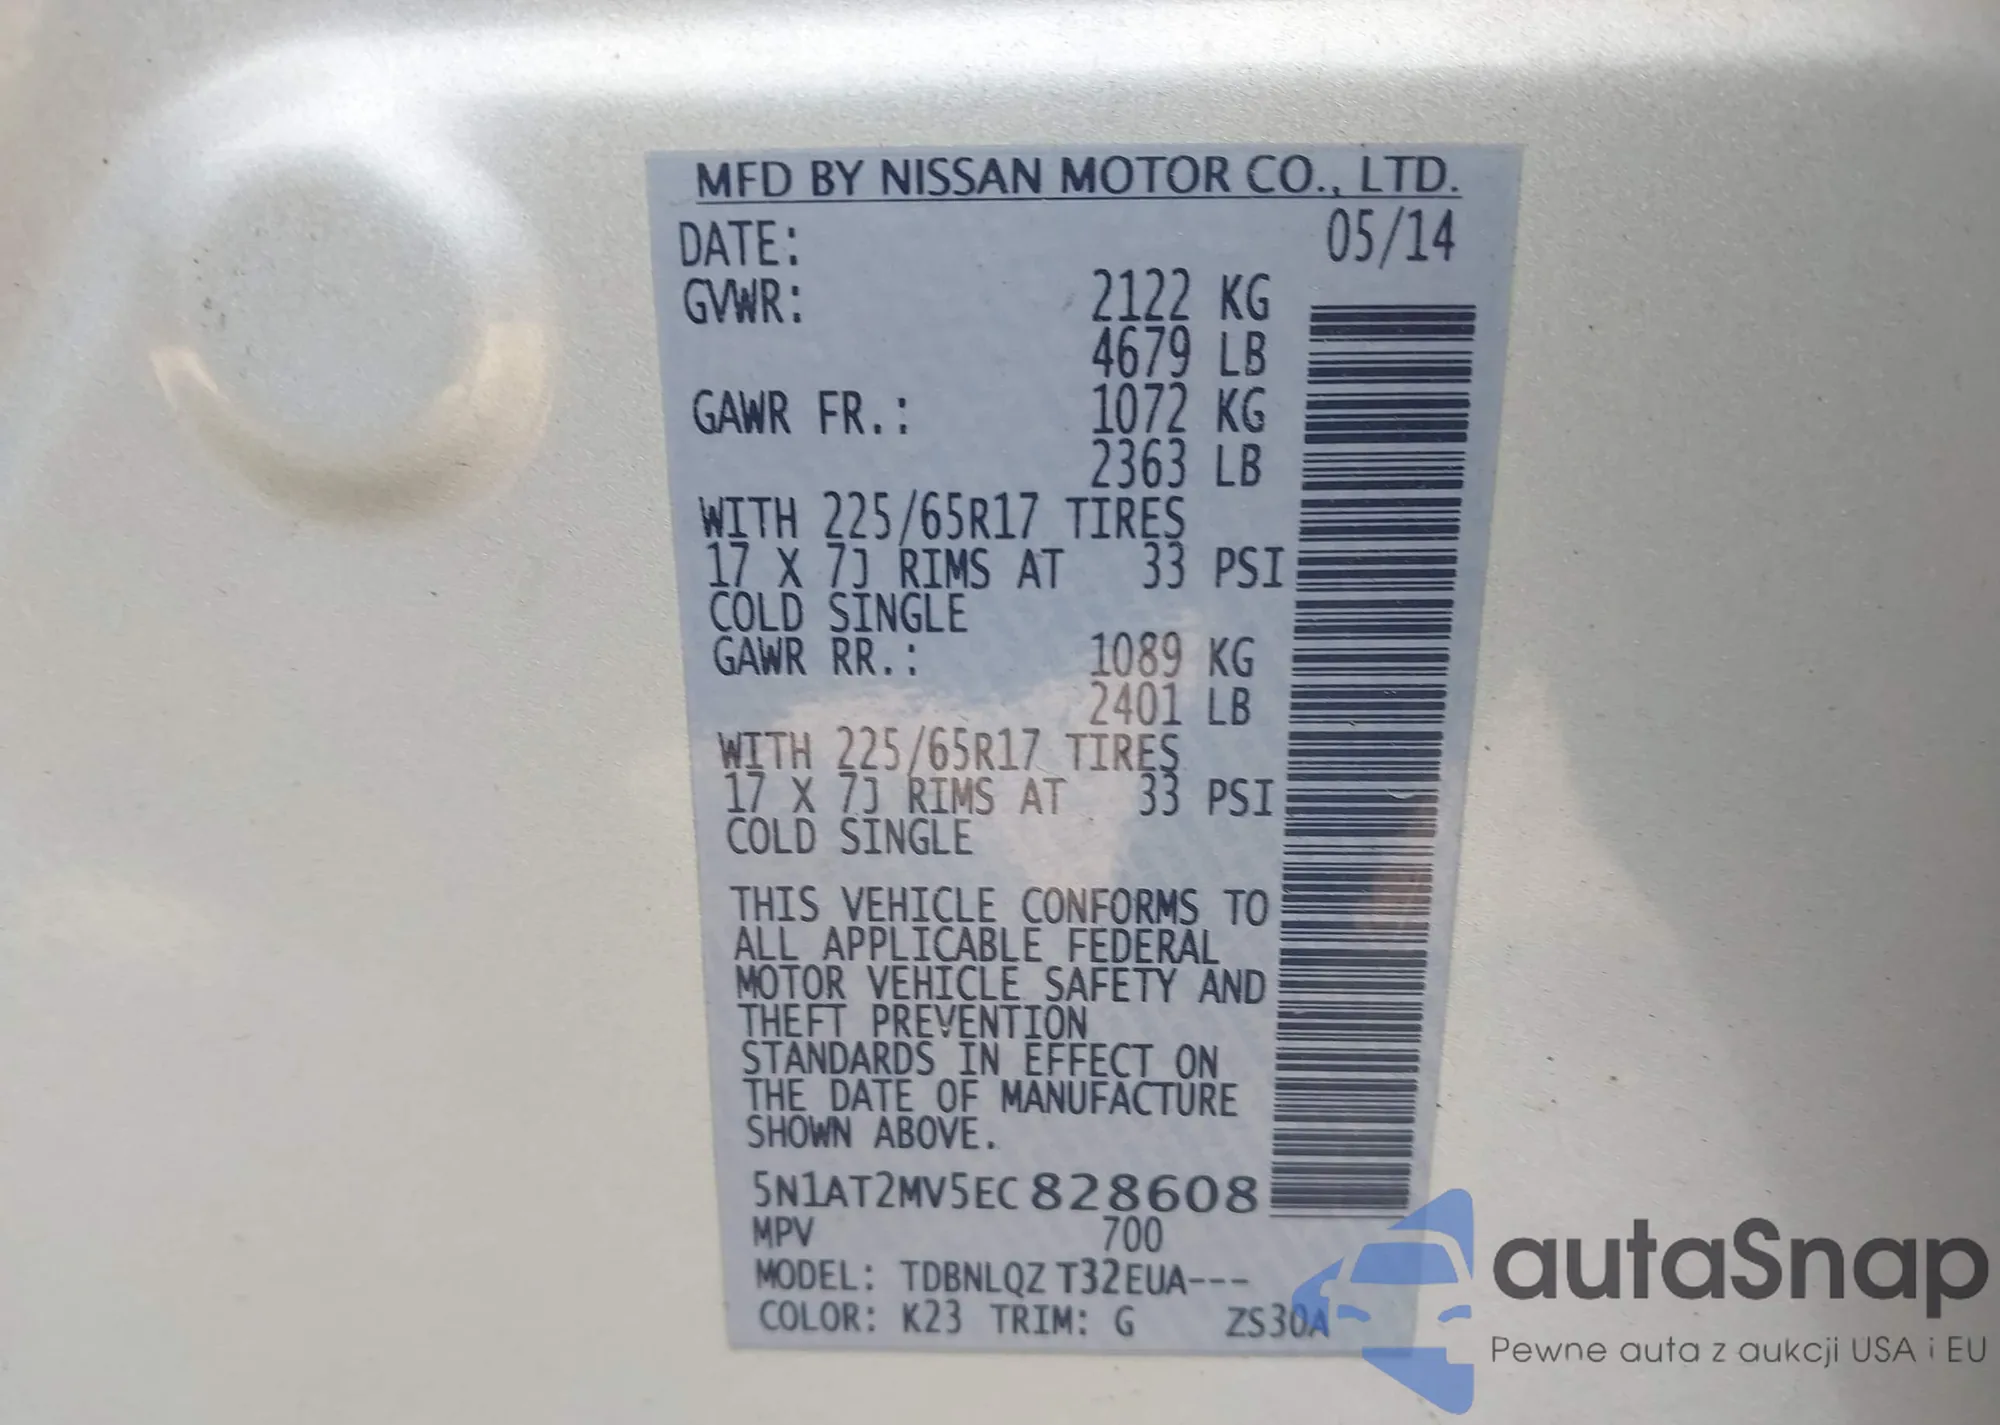 MFD BY NISSAN MOTOR CO., LTD.
DATE: 05/14
GVWR: 2122 KG
4679 LB
GAWR FR.: 1072 KG
2363 LB
WITH 225/65R17 TIRES
17 X 7J RIMS AT 33 PSI
COLD SINGLE
GAWR RR.: 1089 KG
2401 LB
WITH 225/65R17 TIRES
17 X 7J RIMS AT 33 PSI
COLD SINGLE
THIS VEHICLE CONFORMS TO
ALL APPLICABLE FEDERAL
MOTOR VEHICLE SAFETY AND
THEFT PREVENTION
STANDARDS IN EFFECT ON
THE DATE OF MANUFACTURE
SHOWN ABOVE.
5N1AT2MV5EC828608
MPV 700
MODEL: TDBNLQZ T32EUA---
COLOR: K23 TRIM: G ZS30A
autaSnap
Pewne auta z aukcji USA i EU